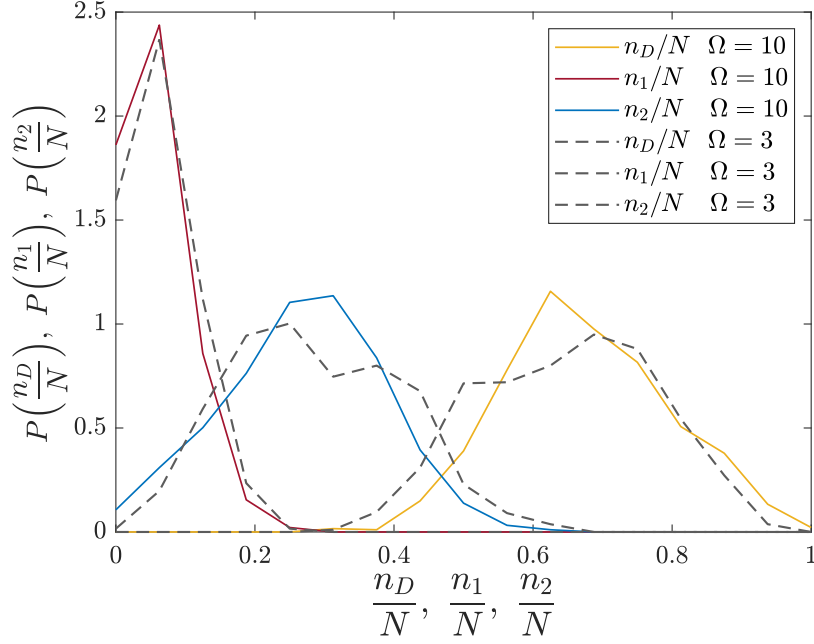 2.5
2
1.5
1
0.5
0
0
0.2
0.4
0.6
0.8
1
P(n_D/N), P(n_1/N), P(n_2/N)
n_D/N, n_1/N, n_2/N
n_D/N Ω = 10
n_1/N Ω = 10
n_2/N Ω = 10
n_D/N Ω = 3
n_1/N Ω = 3
n_2/N Ω = 3